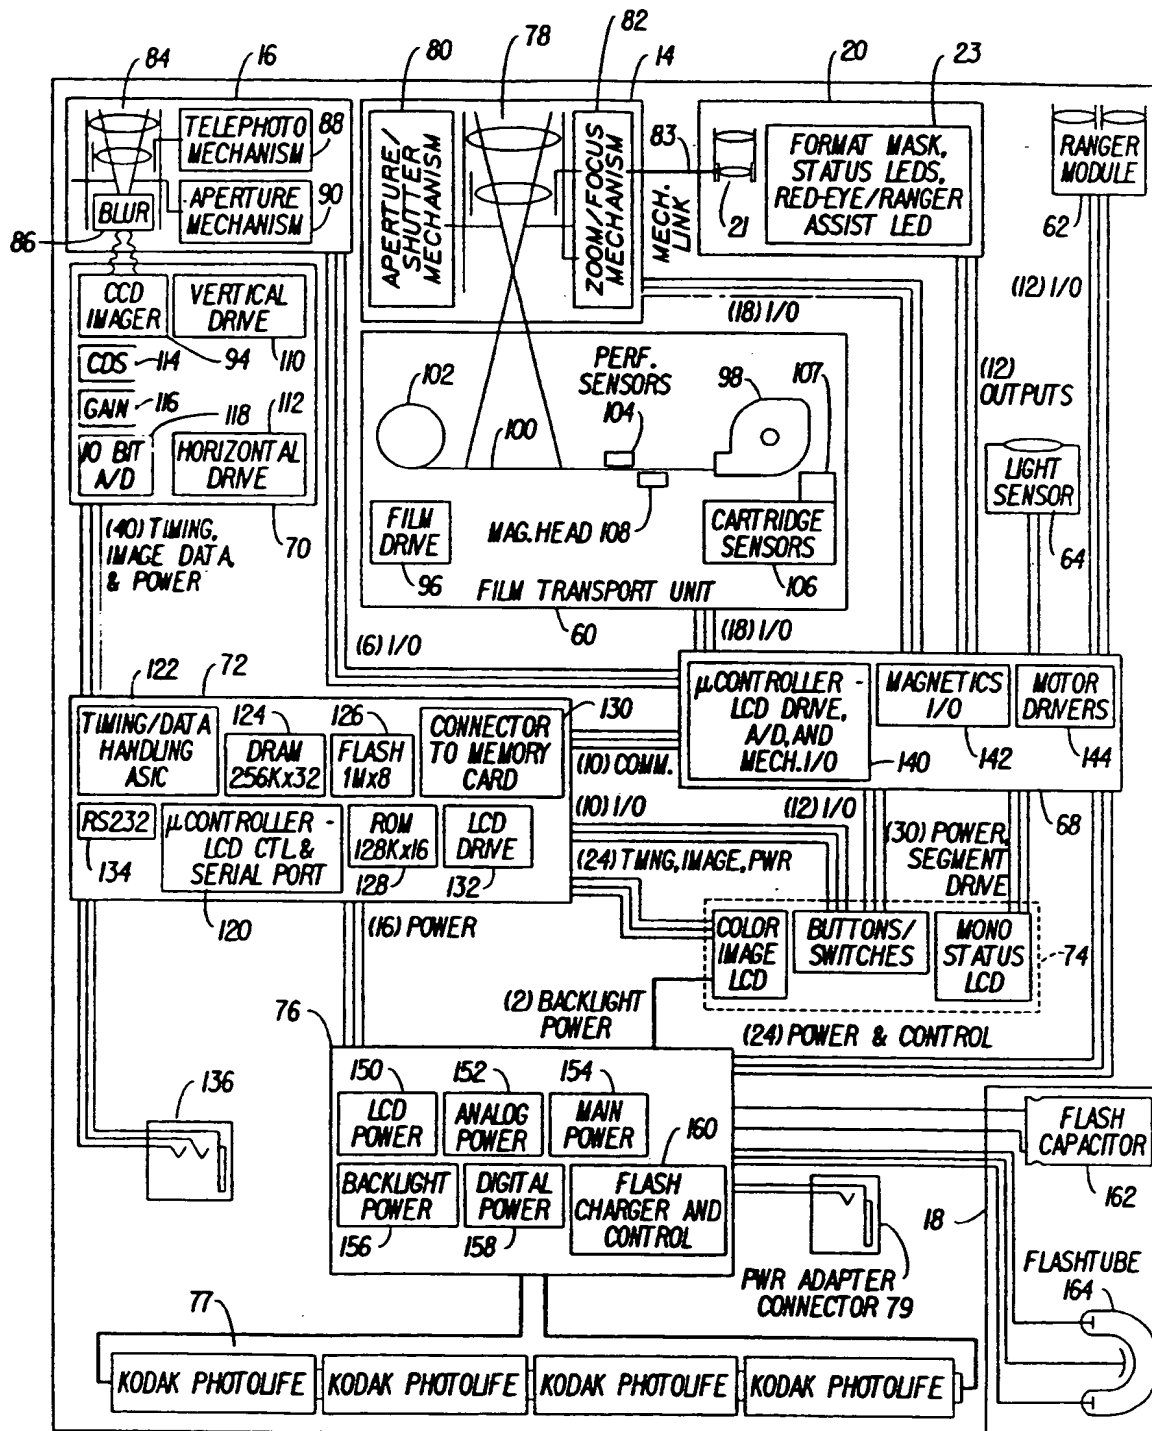 84
16
80
78
82
14
20
23
TELEPHOTO
MECHANISM
88
APERTURE
MECHANISM
90
BLUR
86
APERTURE/
SHUTTER
MECHANISM
ZOOM/FOCUS
MECHANISM
83
MECH.
LINK
21
FORMAT MASK,
STATUS LEDS,
RED-EYE/RANGER
ASSIST LED
RANGER
MODULE
62
(12) I/O
CCD
IMAGER
VERTICAL
DRIVE
94
110
CDS
114
GAIN
116
118
112
10 BIT
A/D
HORIZONTAL
DRIVE
70
(40) TIMING,
IMAGE DATA,
& POWER
(18) I/O
102
PERF.
SENSORS
104
98
107
100
FILM
DRIVE
96
MAG. HEAD 108
CARTRIDGE
SENSORS
106
FILM TRANSPORT UNIT
60
(12)
OUTPUTS
LIGHT
SENSOR
64
(6) I/O
(18) I/O
122
72
TIMING/DATA
HANDLING
ASIC
124
DRAM
256Kx32
126
FLASH
1Mx8
CONNECTOR
TO MEMORY
CARD
130
(10) COMM.
μCONTROLLER -
LCD DRIVE,
A/D, AND
MECH. I/O
140
MAGNETICS
I/O
142
MOTOR
DRIVERS
144
68
RS232
134
μCONTROLLER -
LCD CTL &
SERIAL PORT
120
ROM
128Kx16
128
LCD
DRIVE
132
(10) I/O
(12) I/O
(24) TMNG, IMAGE, PWR
(30) POWER,
SEGMENT
DRIVE
(16) POWER
COLOR
IMAGE
LCD
BUTTONS/
SWITCHES
MONO
STATUS
LCD
74
(2) BACKLIGHT
POWER
(24) POWER & CONTROL
76
136
150
LCD
POWER
152
ANALOG
POWER
154
MAIN
POWER
160
BACKLIGHT
POWER
156
DIGITAL
POWER
158
FLASH
CHARGER AND
CONTROL
PWR ADAPTER
CONNECTOR 79
18
FLASH
CAPACITOR
162
FLASHTUBE
164
77
KODAK PHOTOLIFE
KODAK PHOTOLIFE
KODAK PHOTOLIFE
KODAK PHOTOLIFE